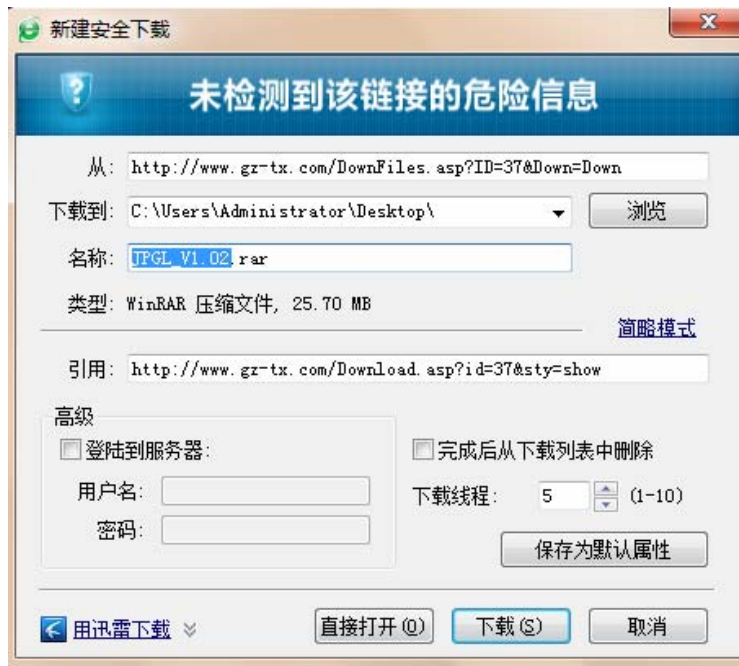 新建安全下载
未检测到该链接的危险信息
从: http://www.gz-tx.com/DownFiles.asp?ID=37&Down=Down
下载到: C:\Users\Administrator\Desktop\ 浏览
名称: JPGL_V1.02.rar
类型: WinRAR 压缩文件, 25.70 MB
简略模式
引用: http://www.gz-tx.com/Download.asp?id=37&sty=show
高级
登陆到服务器: 完成后从下载列表中删除
用户名: 下载线程: 5 (1-10)
密码: 保存为默认属性
用迅雷下载 直接打开(O) 下载(S) 取消